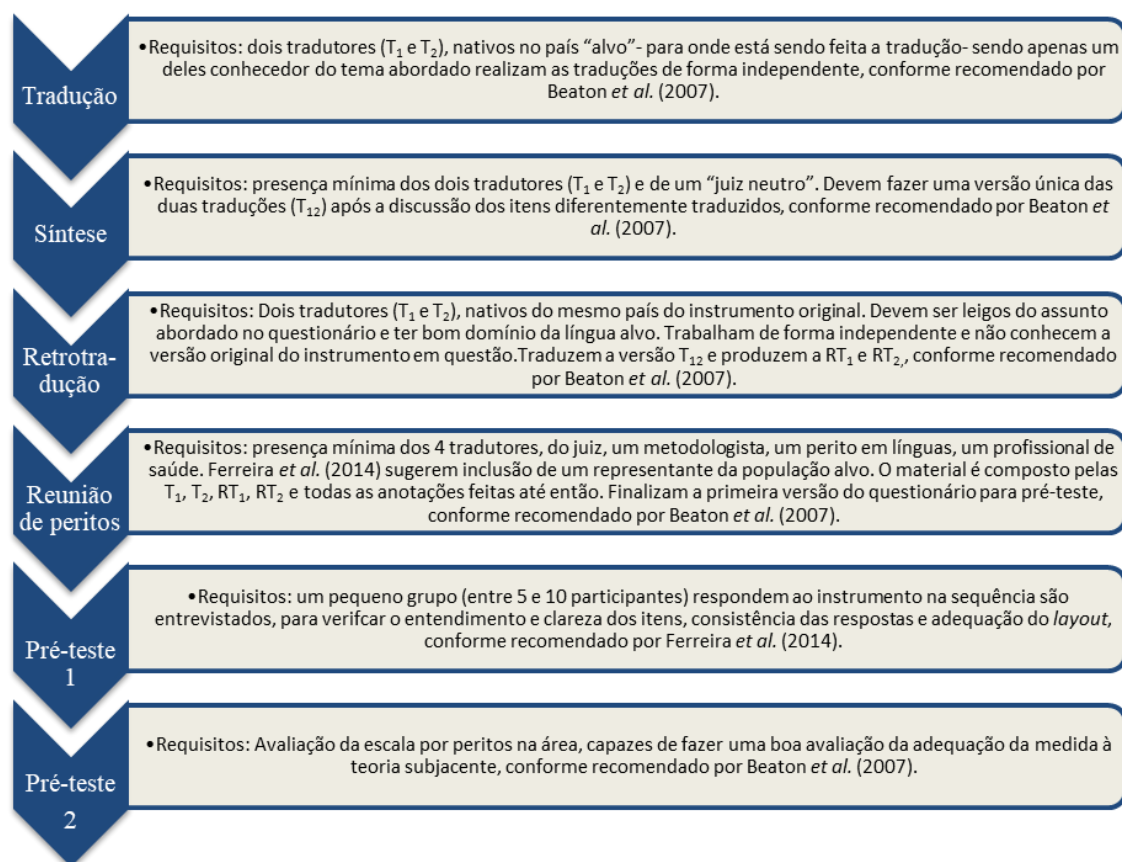 Tradução
•Requisitos: dois tradutores (T₁ e T₂), nativos no país “alvo”- para onde está sendo feita a tradução- sendo apenas um
deles conhecedor do tema abordado realizam as traduções de forma independente, conforme recomendado por
Beaton et al. (2007).
Síntese
•Requisitos: presença mínima dos dois tradutores (T₁ e T₂) e de um “juiz neutro”. Devem fazer uma versão única das
duas traduções (T₁₂) após a discussão dos itens diferentemente traduzidos, conforme recomendado por Beaton et
al. (2007).
Retrotra-
dução
•Requisitos: Dois tradutores (T₁ e T₂), nativos do mesmo país do instrumento original. Devem ser leigos do assunto
abordado no questionário e ter bom domínio da língua alvo. Trabalham de forma independente e não conhecem a
versão original do instrumento em questão.Traduzem a versão T₁₂ e produzem a RT₁ e RT₂,, conforme recomendado
por Beaton et al. (2007).
Reunião
de peritos
•Requisitos: presença mínima dos 4 tradutores, do juiz, um metodologista, um perito em línguas, um profissional de
saúde. Ferreira et al. (2014) sugerem inclusão de um representante da população alvo. O material é composto pelas
T₁, T₂, RT₁, RT₂ e todas as anotações feitas até então. Finalizam a primeira versão do questionário para pré-teste,
conforme recomendado por Beaton et al. (2007).
Pré-teste
1
•Requisitos: um pequeno grupo (entre 5 e 10 participantes) respondem ao instrumento na sequência são
entrevistados, para verifcar o entendimento e clareza dos itens, consistência das respostas e adequação do layout,
conforme recomendado por Ferreira et al. (2014).
Pré-teste
2
•Requisitos: Avaliação da escala por peritos na área, capazes de fazer uma boa avaliação da adequação da medida à
teoria subjacente, conforme recomendado por Beaton et al. (2007).